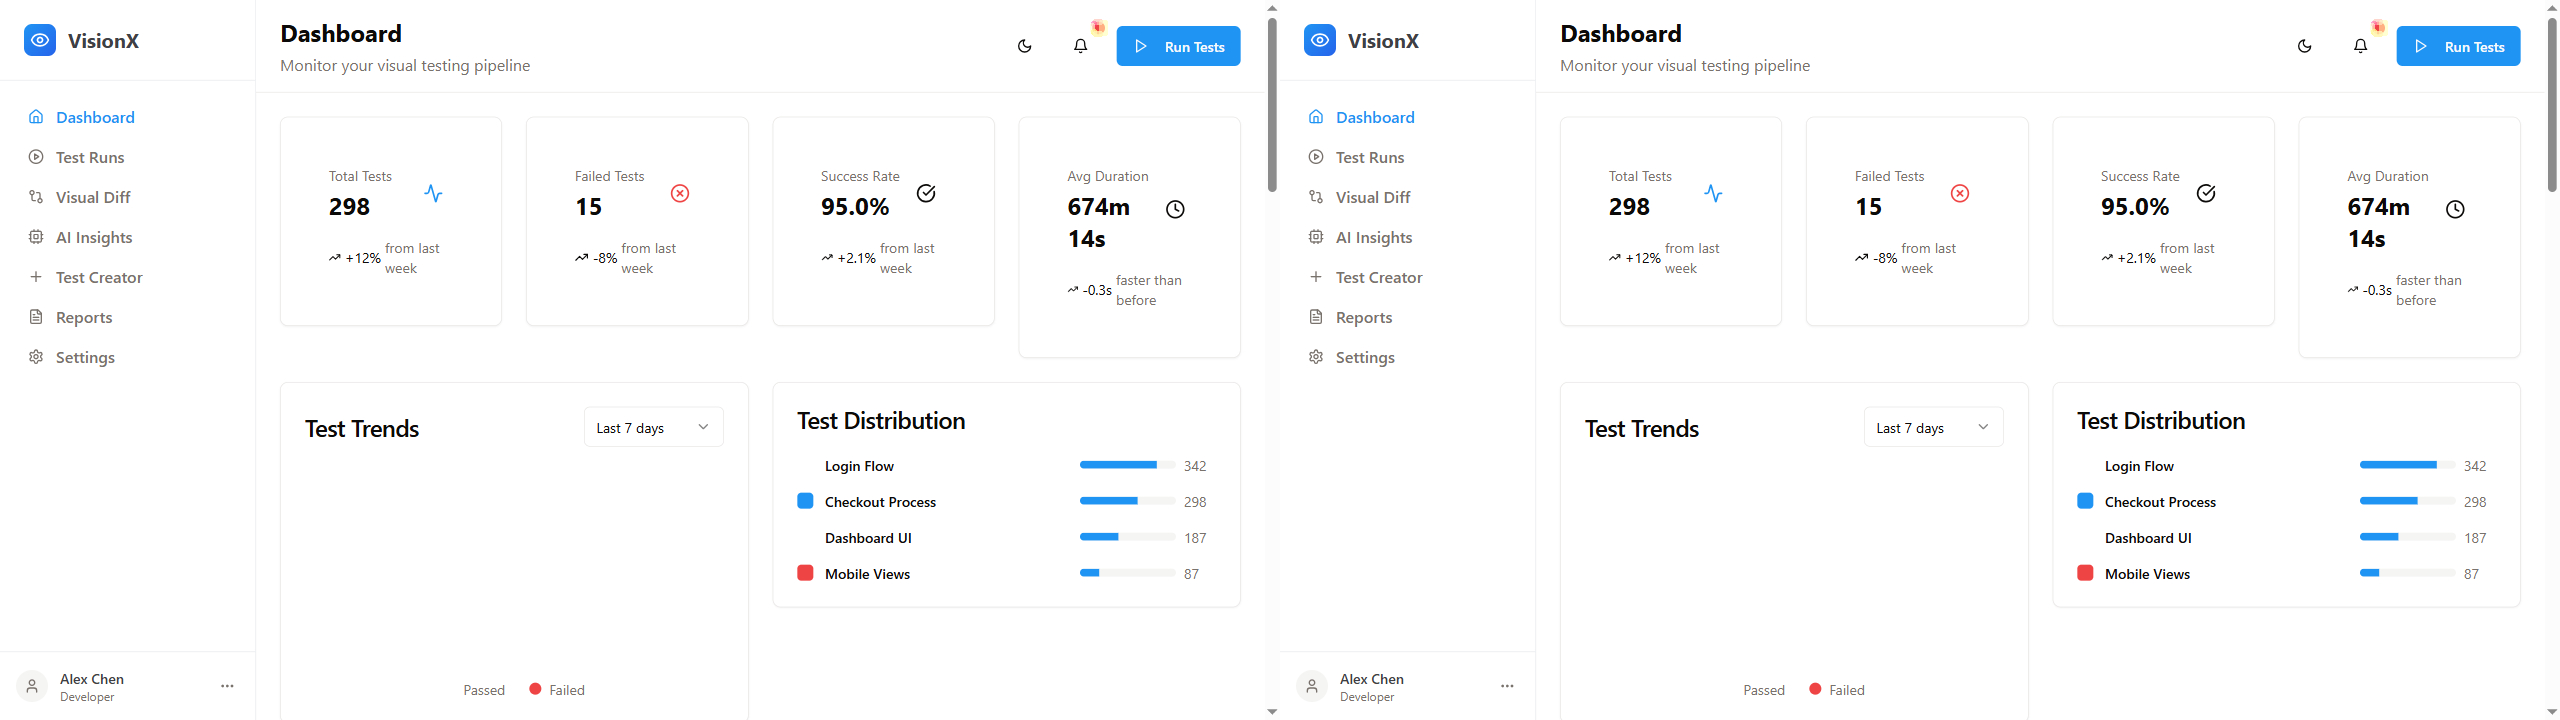 VisionX
Dashboard
Test Runs
Visual Diff
AI Insights
Test Creator
Reports
Settings
Alex Chen
Developer
Dashboard
Monitor your visual testing pipeline
Run Tests
Total Tests
298
+12% from last
week
Failed Tests
15
-8% from last
week
Success Rate
95.0%
+2.1% from last
week
Avg Duration
674m
14s
-0.3s faster than
before
Test Trends
Last 7 days
Passed Failed
Test Distribution
Login Flow 342
Checkout Process 298
Dashboard UI 187
Mobile Views 87
VisionX
Dashboard
Test Runs
Visual Diff
AI Insights
Test Creator
Reports
Settings
Alex Chen
Developer
Dashboard
Monitor your visual testing pipeline
Run Tests
Total Tests
298
+12% from last
week
Failed Tests
15
-8% from last
week
Success Rate
95.0%
+2.1% from last
week
Avg Duration
674m
14s
-0.3s faster than
before
Test Trends
Last 7 days
Passed Failed
Test Distribution
Login Flow 342
Checkout Process 298
Dashboard UI 187
Mobile Views 87